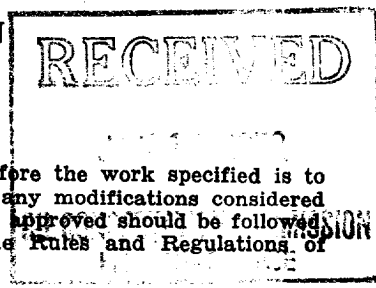 RECEIVED
fore the work specified is to
any modifications considered
approved should be followed
e Rules and Regulations of